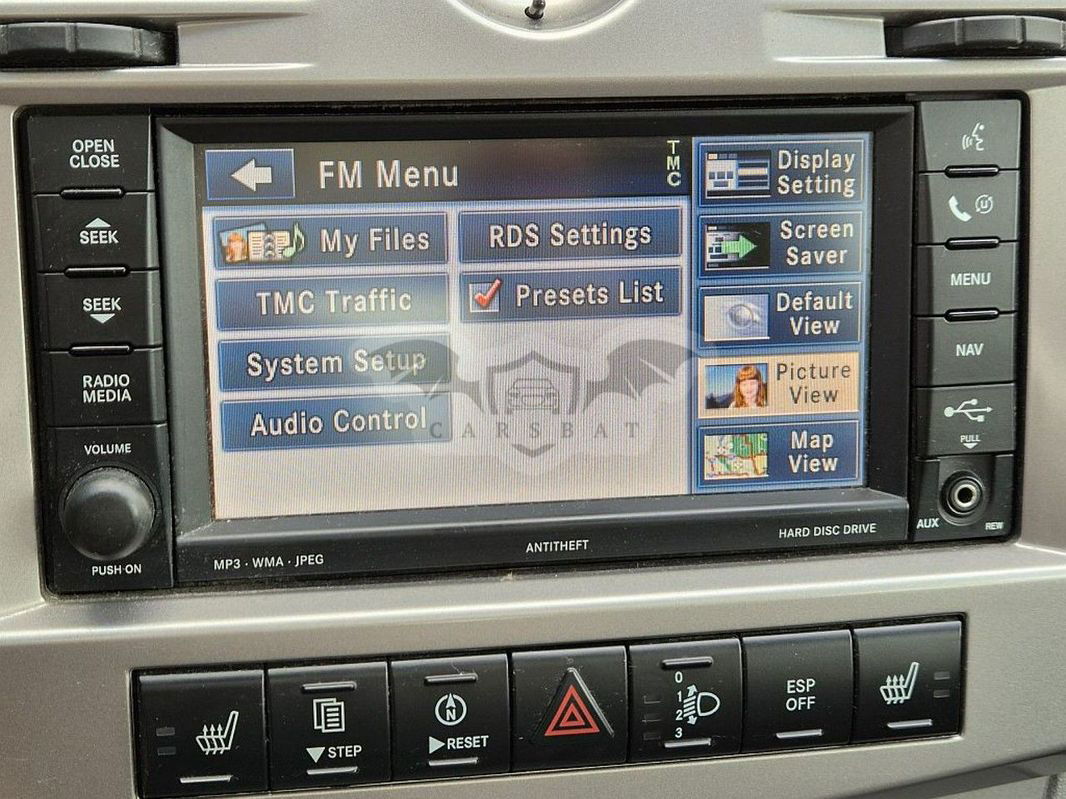 OPEN
CLOSE
SEEK
SEEK
RADIO
MEDIA
VOLUME
PUSH·ON
FM Menu
TMC
My Files
RDS Settings
TMC Traffic
Presets List
System Setup
Audio Control
CARSBAT
Display
Setting
Screen
Saver
Default
View
Picture
View
Map
View
MENU
NAV
PULL
AUX
REW
MP3 · WMA · JPEG
ANTITHEFT
HARD DISC DRIVE
STEP
N
RESET
0
1
2
3
ESP
OFF